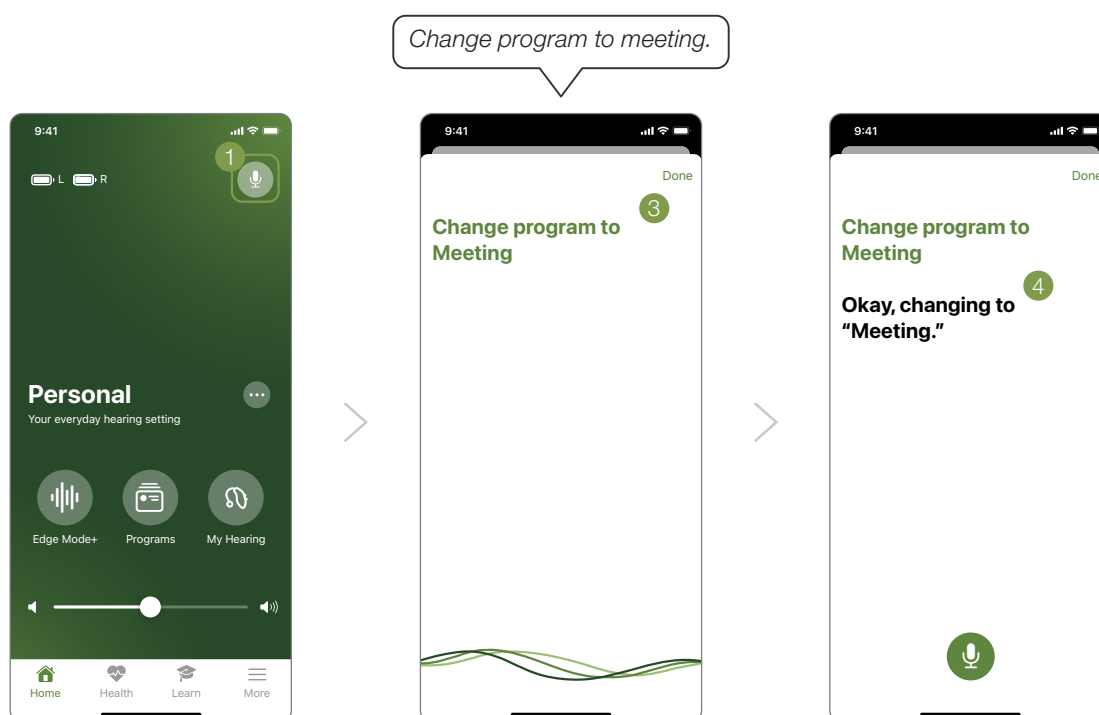 Change program to meeting.
9:41
1
L R
Personal
Your everyday hearing setting
Edge Mode+ Programs My Hearing
Home Health Learn More
9:41
Done
3
Change program to
Meeting
9:41
Done
Change program to
Meeting
4
Okay, changing to
“Meeting.”